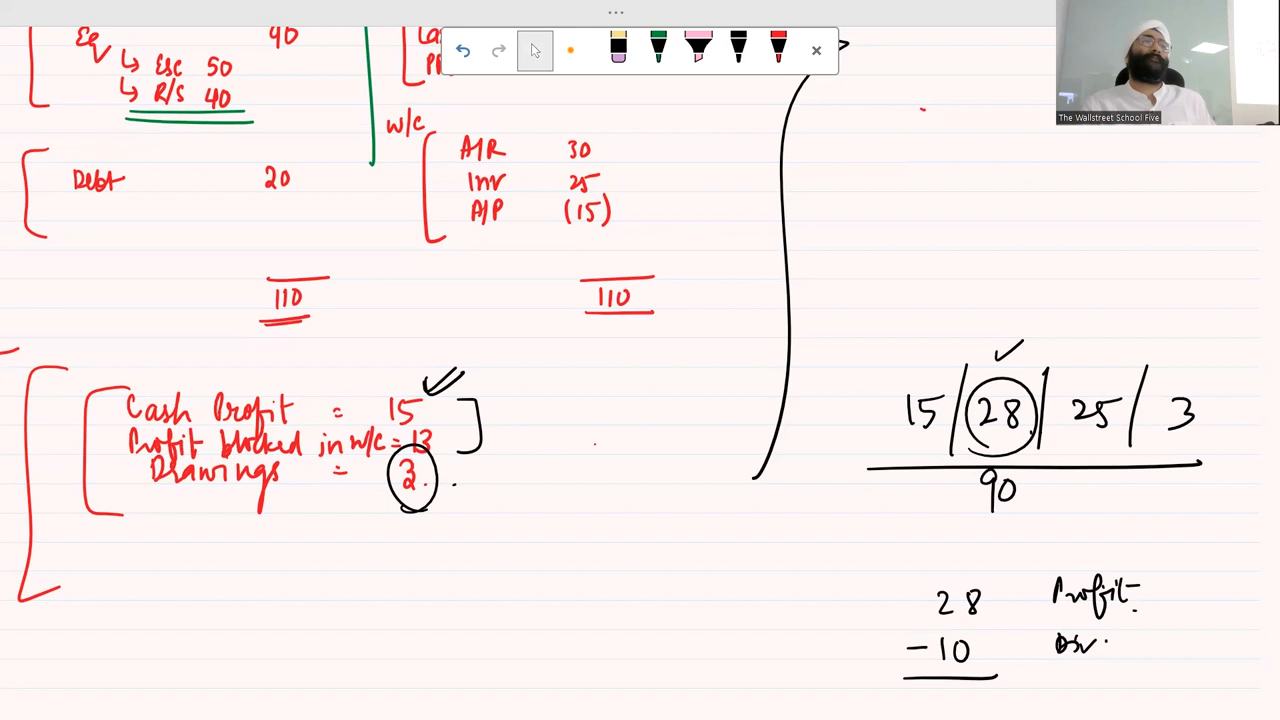 Eq 40
↳ Esc 50
↳ R/S 40
Debt 20
110
W/C
A/R 30
Inv 25
A/P (15)
110
The Wallstreet School Five
Cash Profit = 15
Profit blocked in w/c = 13
Drawings = 2.
15 / 28 / 25 / 3
90
28 Profit.
-10